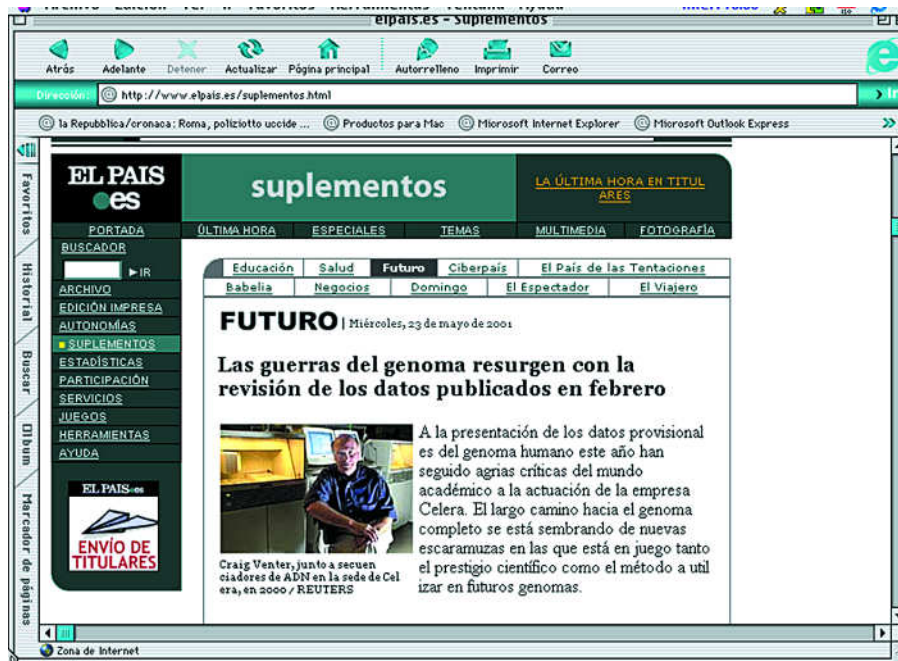 elpais.es - Suplementos
Atrás Adelante Detener Actualizar Página principal Autorrelleno Imprimir Correo
Dirección: http://www.elpais.es/suplementos.html
la Repubblica/cronaca: Roma, poliziotto uccide ... Productos para Mac Microsoft Internet Explorer Microsoft Outlook Express
Favoritos
Historial
Buscar
Álbum
Marcador de páginas
EL PAIS
es
suplementos
LA ÚLTIMA HORA EN TITUL
ARES
PORTADA ÚLTIMA HORA ESPECIALES TEMAS MULTIMEDIA FOTOGRAFÍA
BUSCADOR
IR
ARCHIVO
EDICIÓN IMPRESA
AUTONOMÍAS
SUPLEMENTOS
ESTADÍSTICAS
PARTICIPACIÓN
SERVICIOS
JUEGOS
HERRAMIENTAS
AYUDA
EL PAIS es
ENVÍO DE
TITULARES
Educación Salud Futuro Ciberpaís El País de las Tentaciones
Babelia Negocios Domingo El Espectador El Viajero
FUTURO | Miércoles, 23 de mayo de 2001
Las guerras del genoma resurgen con la
revisión de los datos publicados en febrero
A la presentación de los datos provisional
es del genoma humano este año han
seguido agrias críticas del mundo
académico a la actuación de la empresa
Celera. El largo camino hacia el genoma
completo se está sembrando de nuevas
escaramuzas en las que está en juego tanto
el prestigio científico como el método a util
izar en futuros genomas.
Craig Venter, junto a secuen
ciadores de ADN en la sede de Cel
era, en 2000 / REUTERS
Zona de Internet